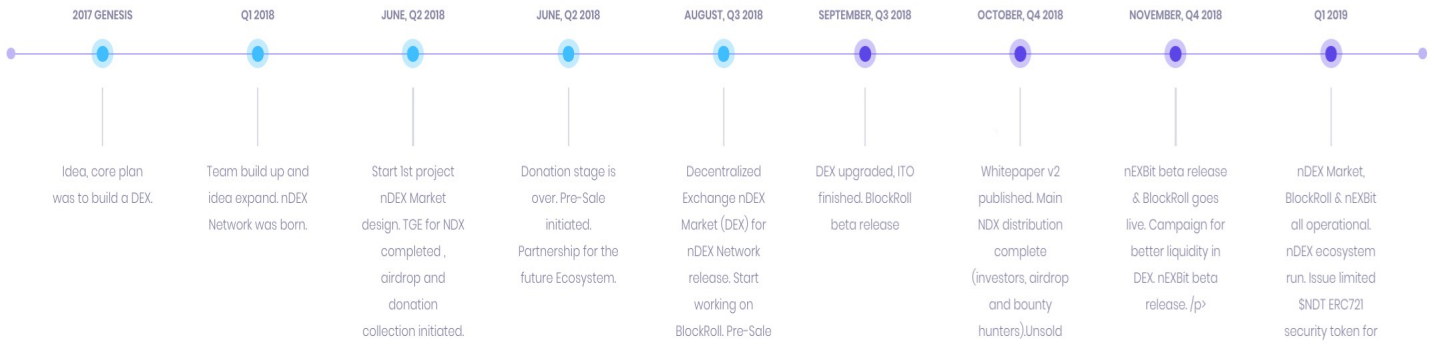 2017 GENESIS
Idea, core plan
was to build a DEX.
Q1 2018
Team build up and
idea expand. nDEX
Network was born.
JUNE, Q2 2018
Start 1st project
nDEX Market
design. TGE for NDX
completed ,
airdrop and
donation
collection initiated.
JUNE, Q2 2018
Donation stage is
over. Pre-Sale
initiated.
Partnership for the
future Ecosystem.
AUGUST, Q3 2018
Decentralized
Exchange nDEX
Market (DEX) for
nDEX Network
release. Start
working on
BlockRoll. Pre-Sale
SEPTEMBER, Q3 2018
DEX upgraded, ITO
finished. BlockRoll
beta release
OCTOBER, Q4 2018
Whitepaper v2
published. Main
NDX distribution
complete
(investors, airdrop
and bounty
hunters).Unsold
NOVEMBER, Q4 2018
nEXBit beta release
& BlockRoll goes
live. Campaign for
better liquidity in
DEX. nEXBit beta
release. /p>
Q1 2019
nDEX Market,
BlockRoll & nEXBit
all operational.
nDEX ecosystem
run. Issue limited
$NDT ERC721
security token for